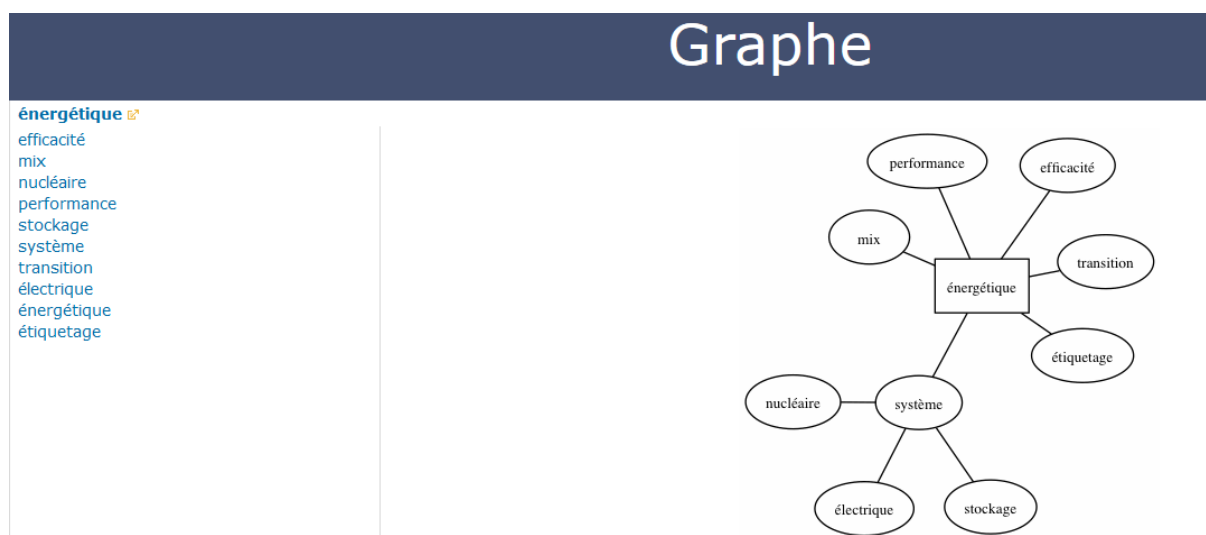 Graphe
énergétique
efficacité
mix
nucléaire
performance
stockage
système
transition
électrique
énergétique
étiquetage
performance
efficacité
mix
transition
énergétique
étiquetage
nucléaire
système
électrique
stockage